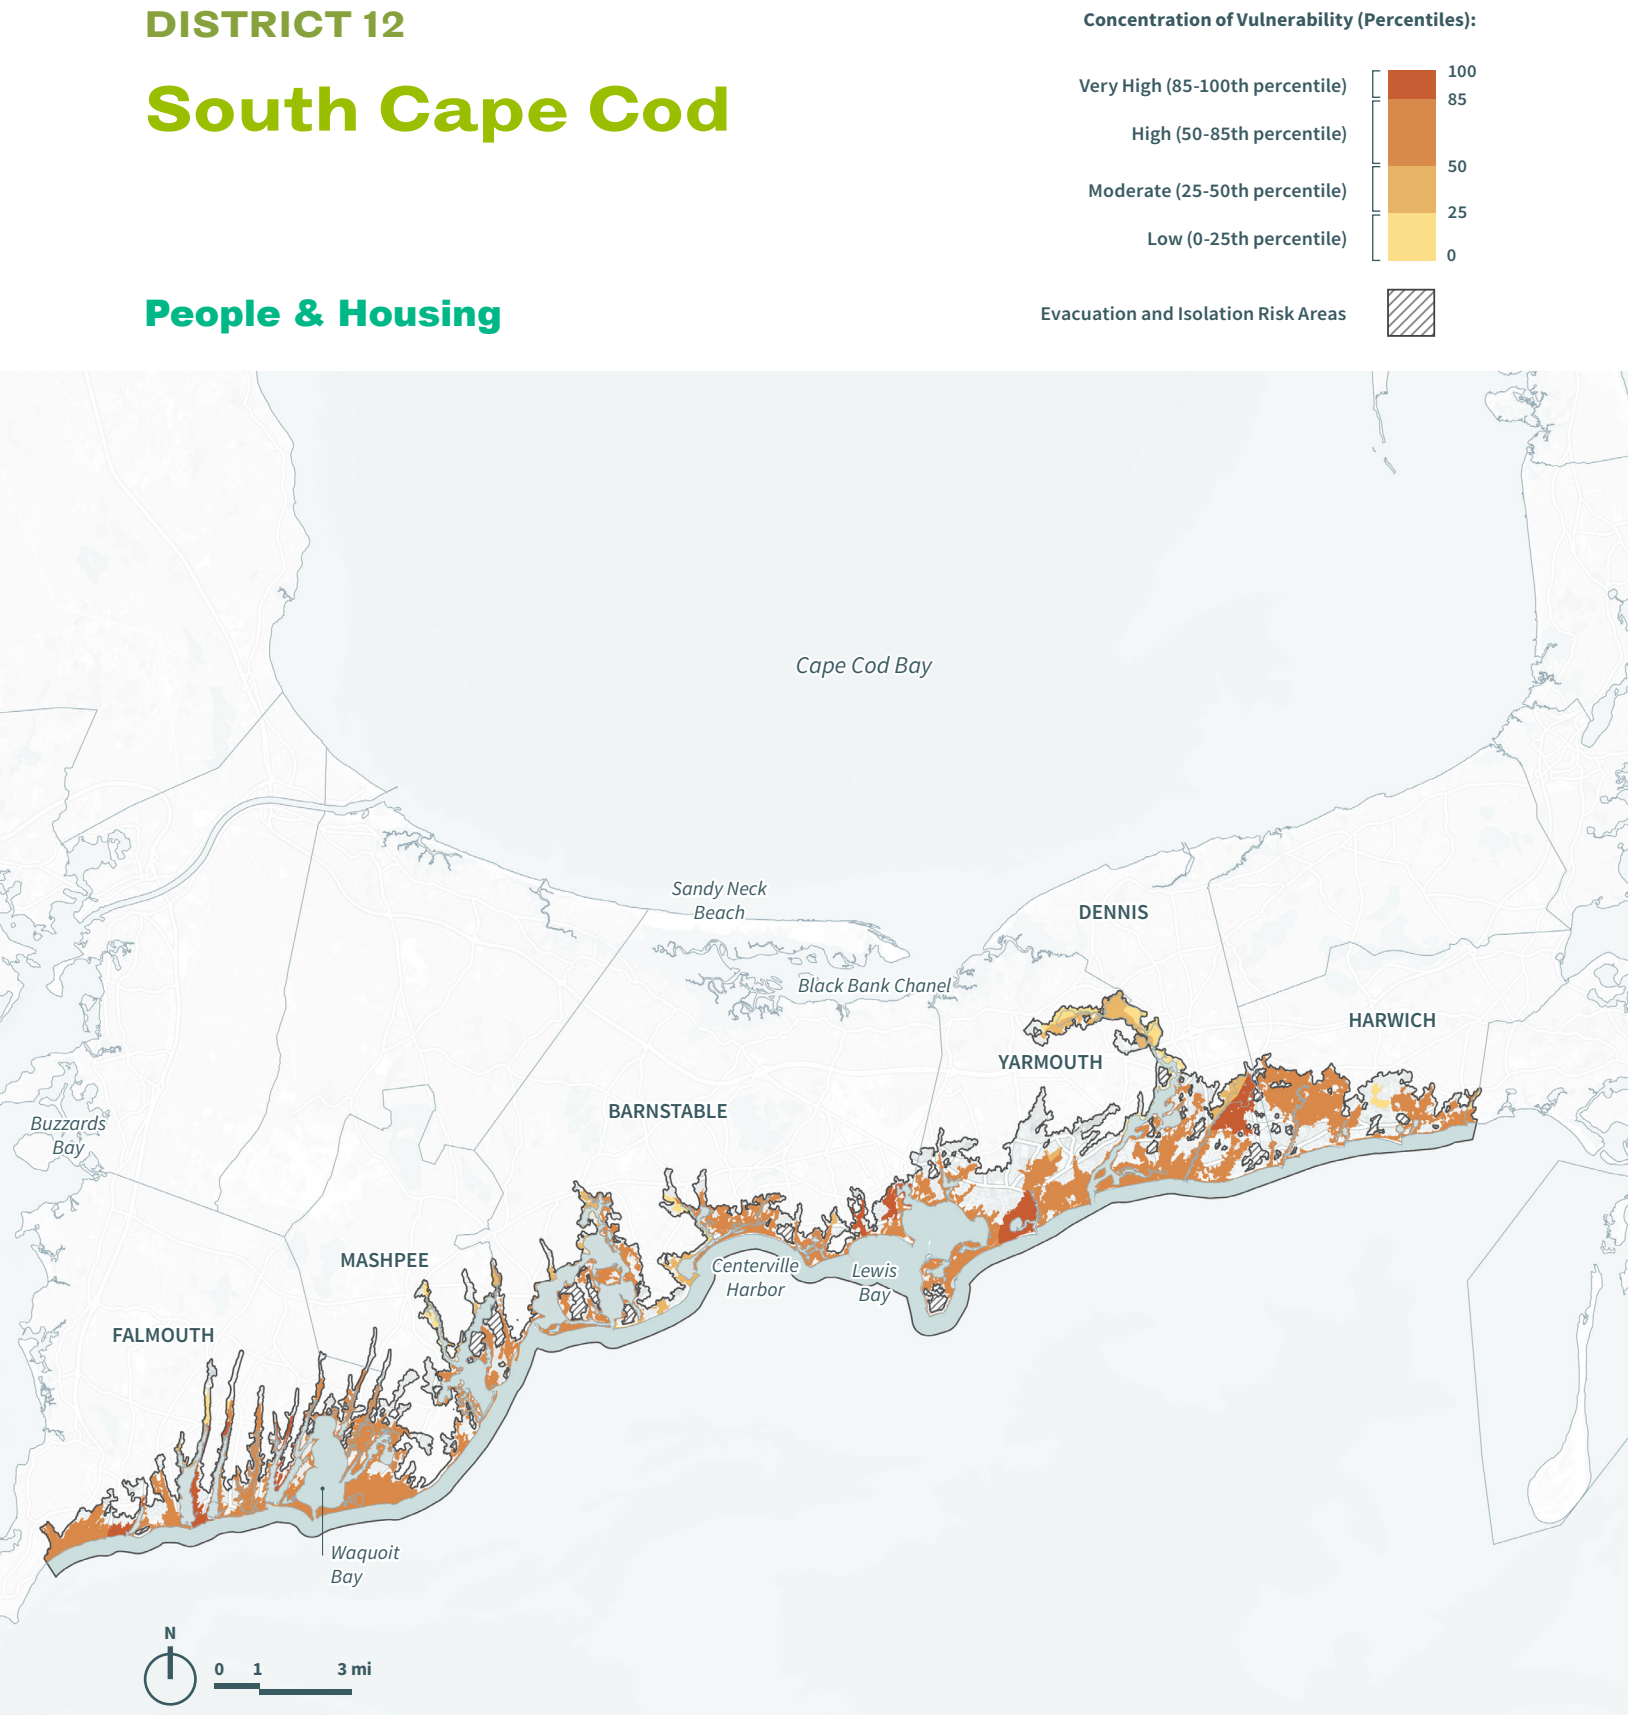 DISTRICT 12
South Cape Cod
Concentration of Vulnerability (Percentiles):
Very High (85-100th percentile)
100
85
High (50-85th percentile)
50
Moderate (25-50th percentile)
25
Low (0-25th percentile)
0
People & Housing
Evacuation and Isolation Risk Areas
Cape Cod Bay
Sandy Neck
Beach
DENNIS
Black Bank Chanel
HARWICH
YARMOUTH
BARNSTABLE
Buzzards
Bay
MASHPEE
Centerville
Harbor
Lewis
Bay
FALMOUTH
Waquoit
Bay
N
0 1 3 mi